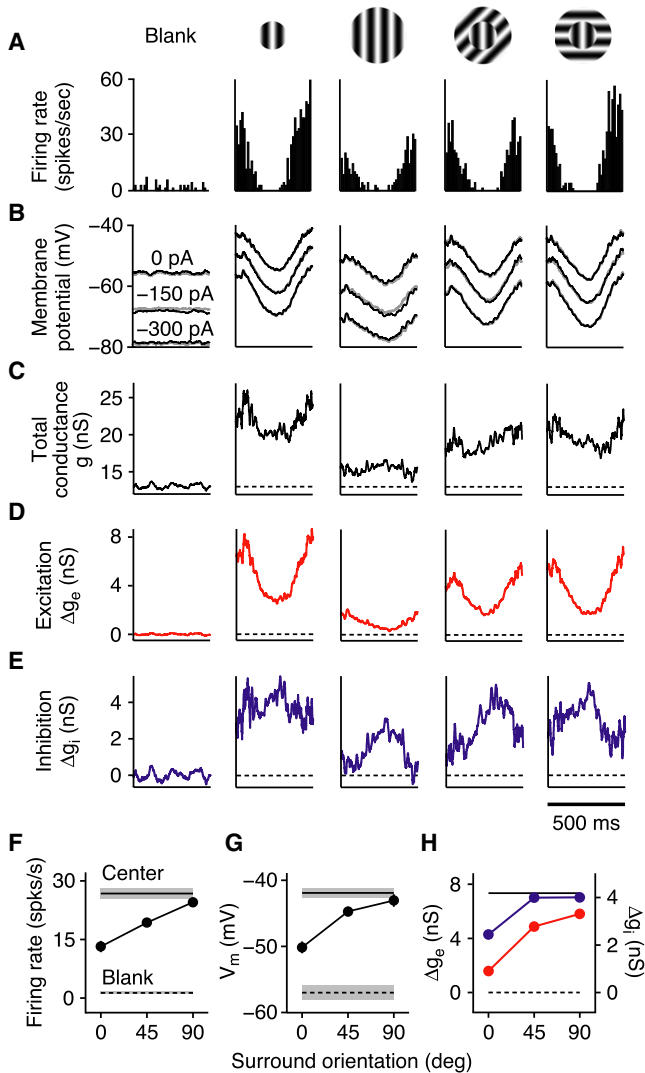 A
Blank
Firing rate
(spikes/sec)
60
30
0
B
Membrane
potential (mV)
−40
−60
−80
0 pA
−150 pA
−300 pA
C
Total
conductance
g (nS)
25
20
15
D
Excitation
Δge (nS)
8
4
0
E
Inhibition
Δgi (nS)
4
2
0
500 ms
F
Firing rate (spks/s)
30
15
0
Center
Blank
0 45 90
G
Vm (mV)
−40
−50
−60
0 45 90
H
Δge (nS)
8
4
0
Δgi (nS)
4
2
0
0 45 90
Surround orientation (deg)